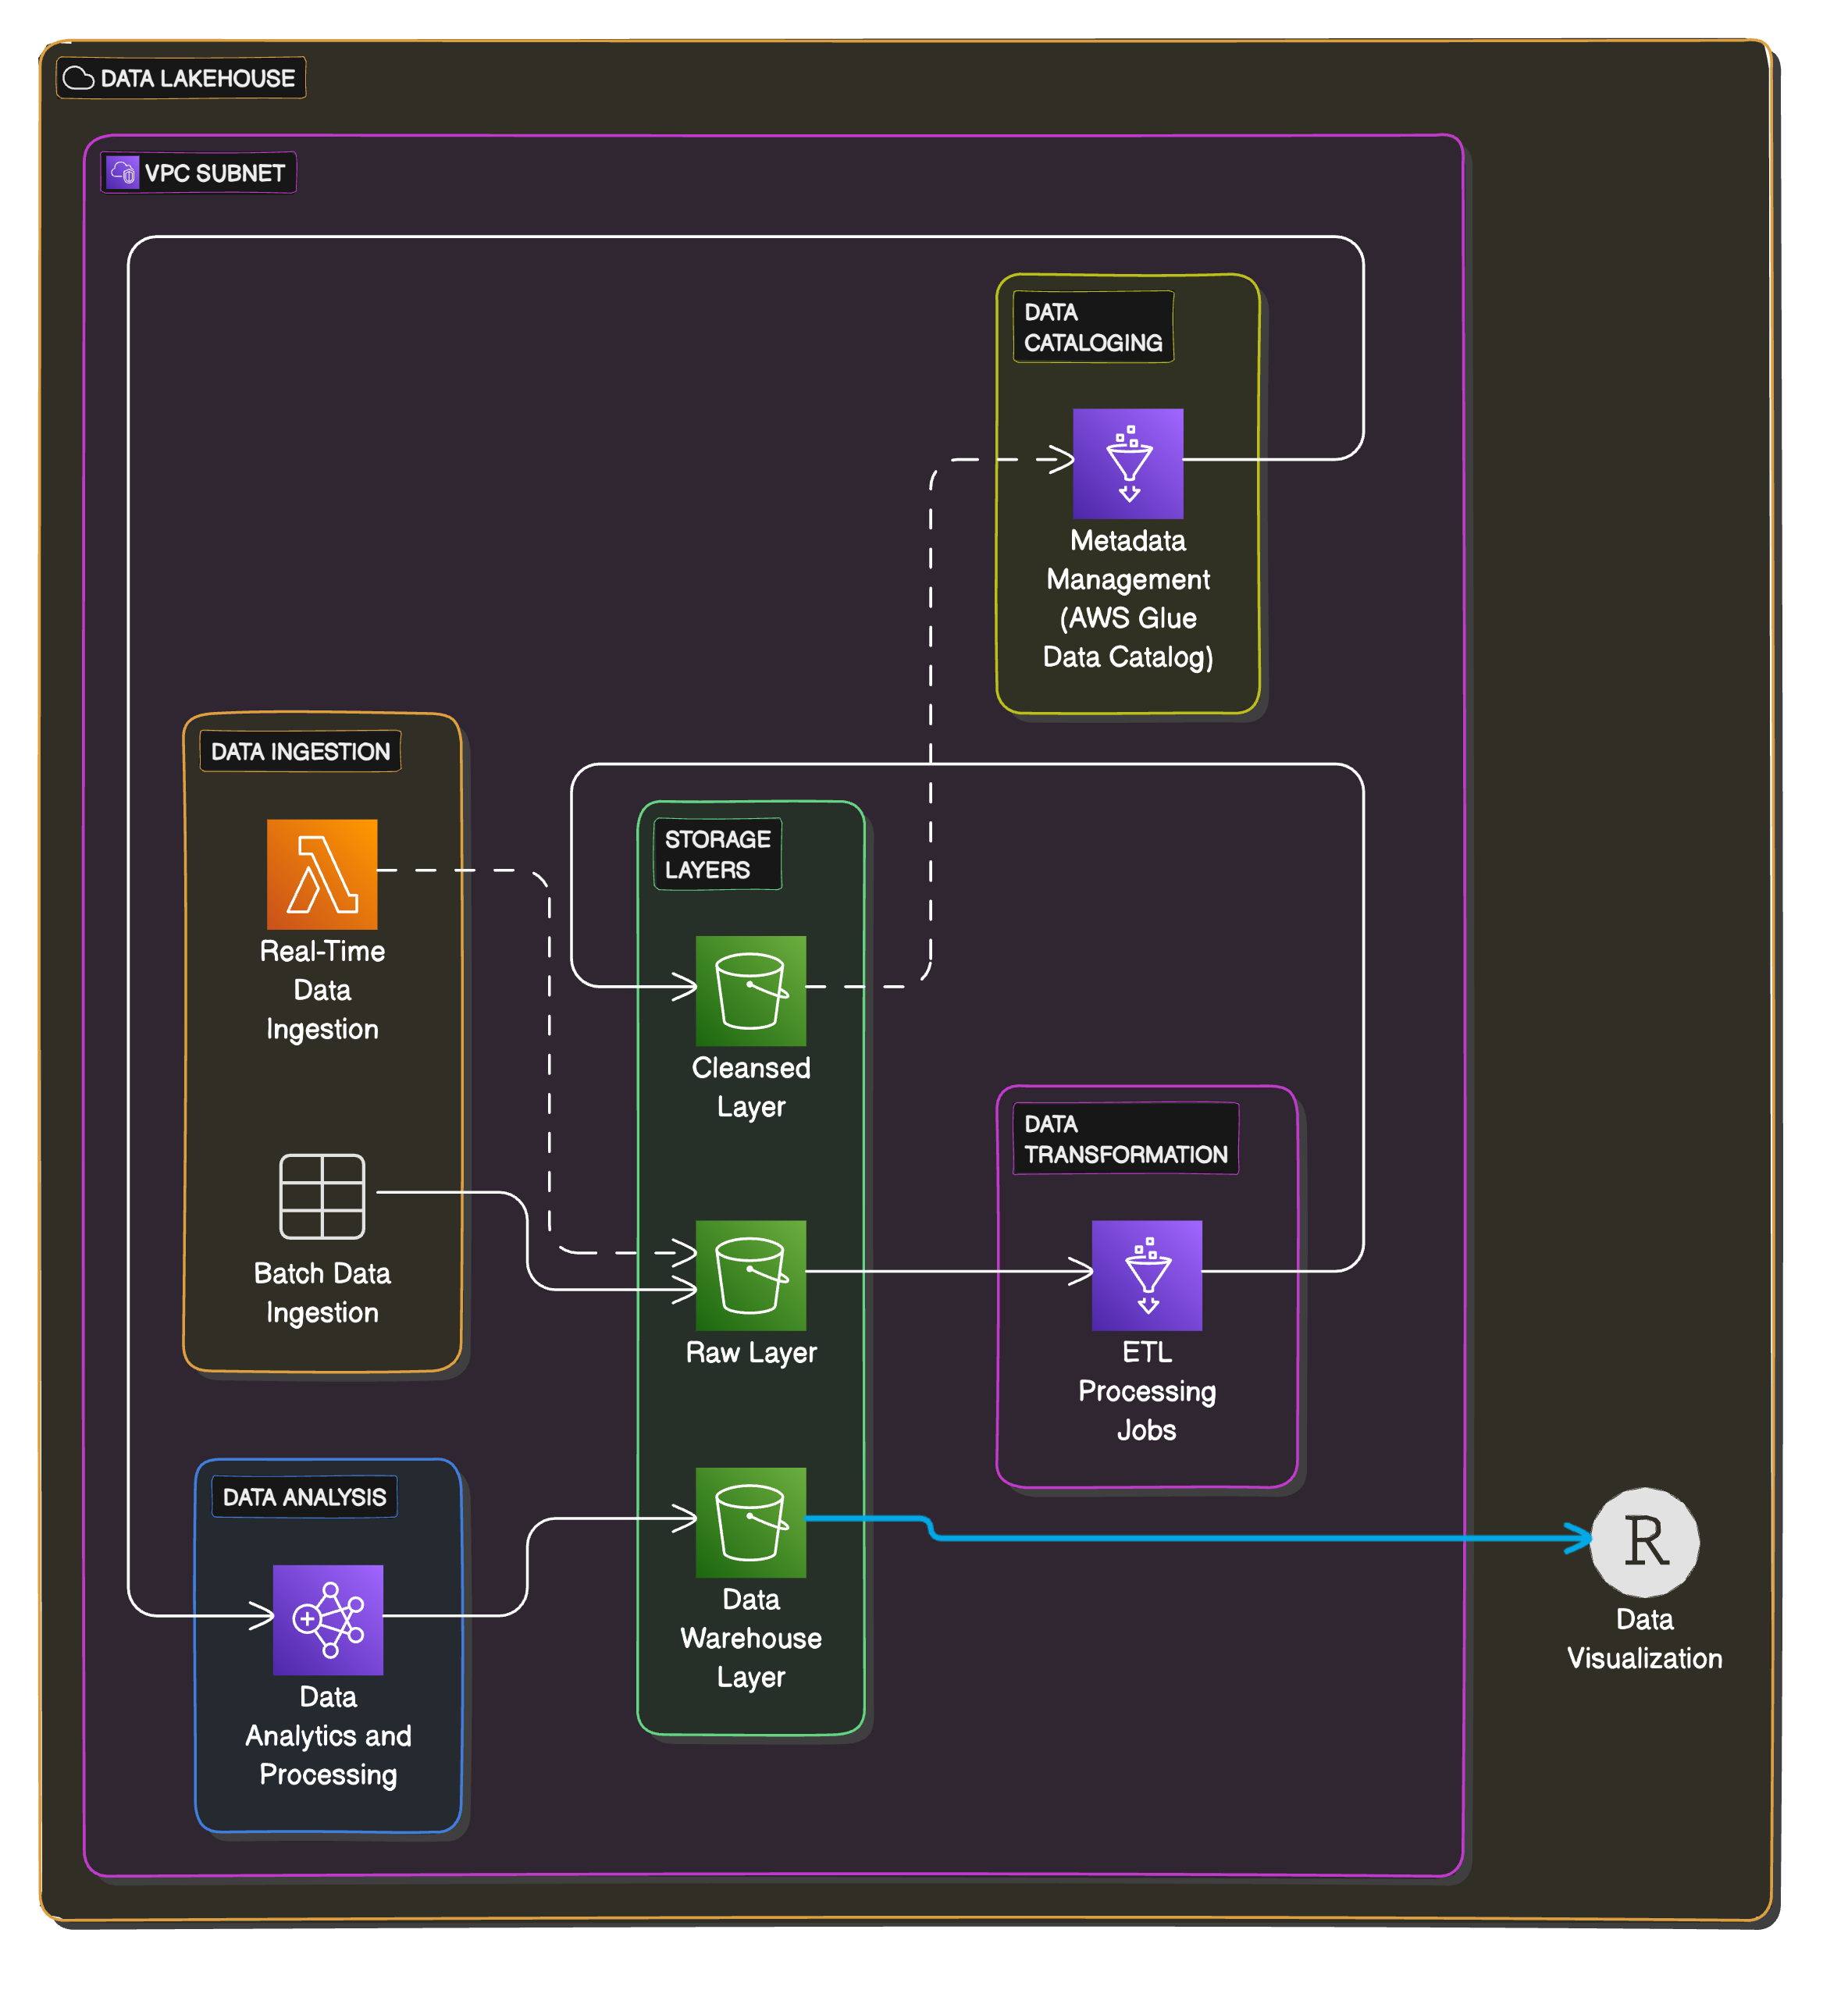 DATA LAKEHOUSE
VPC SUBNET
DATA
CATALOGING
Metadata
Management
(AWS Glue
Data Catalog)
DATA INGESTION
Real-Time
Data
Ingestion
Batch Data
Ingestion
STORAGE
LAYERS
Cleansed
Layer
Raw Layer
Data
Warehouse
Layer
DATA
TRANSFORMATION
ETL
Processing
Jobs
DATA ANALYSIS
Data
Analytics and
Processing
R
Data
Visualization